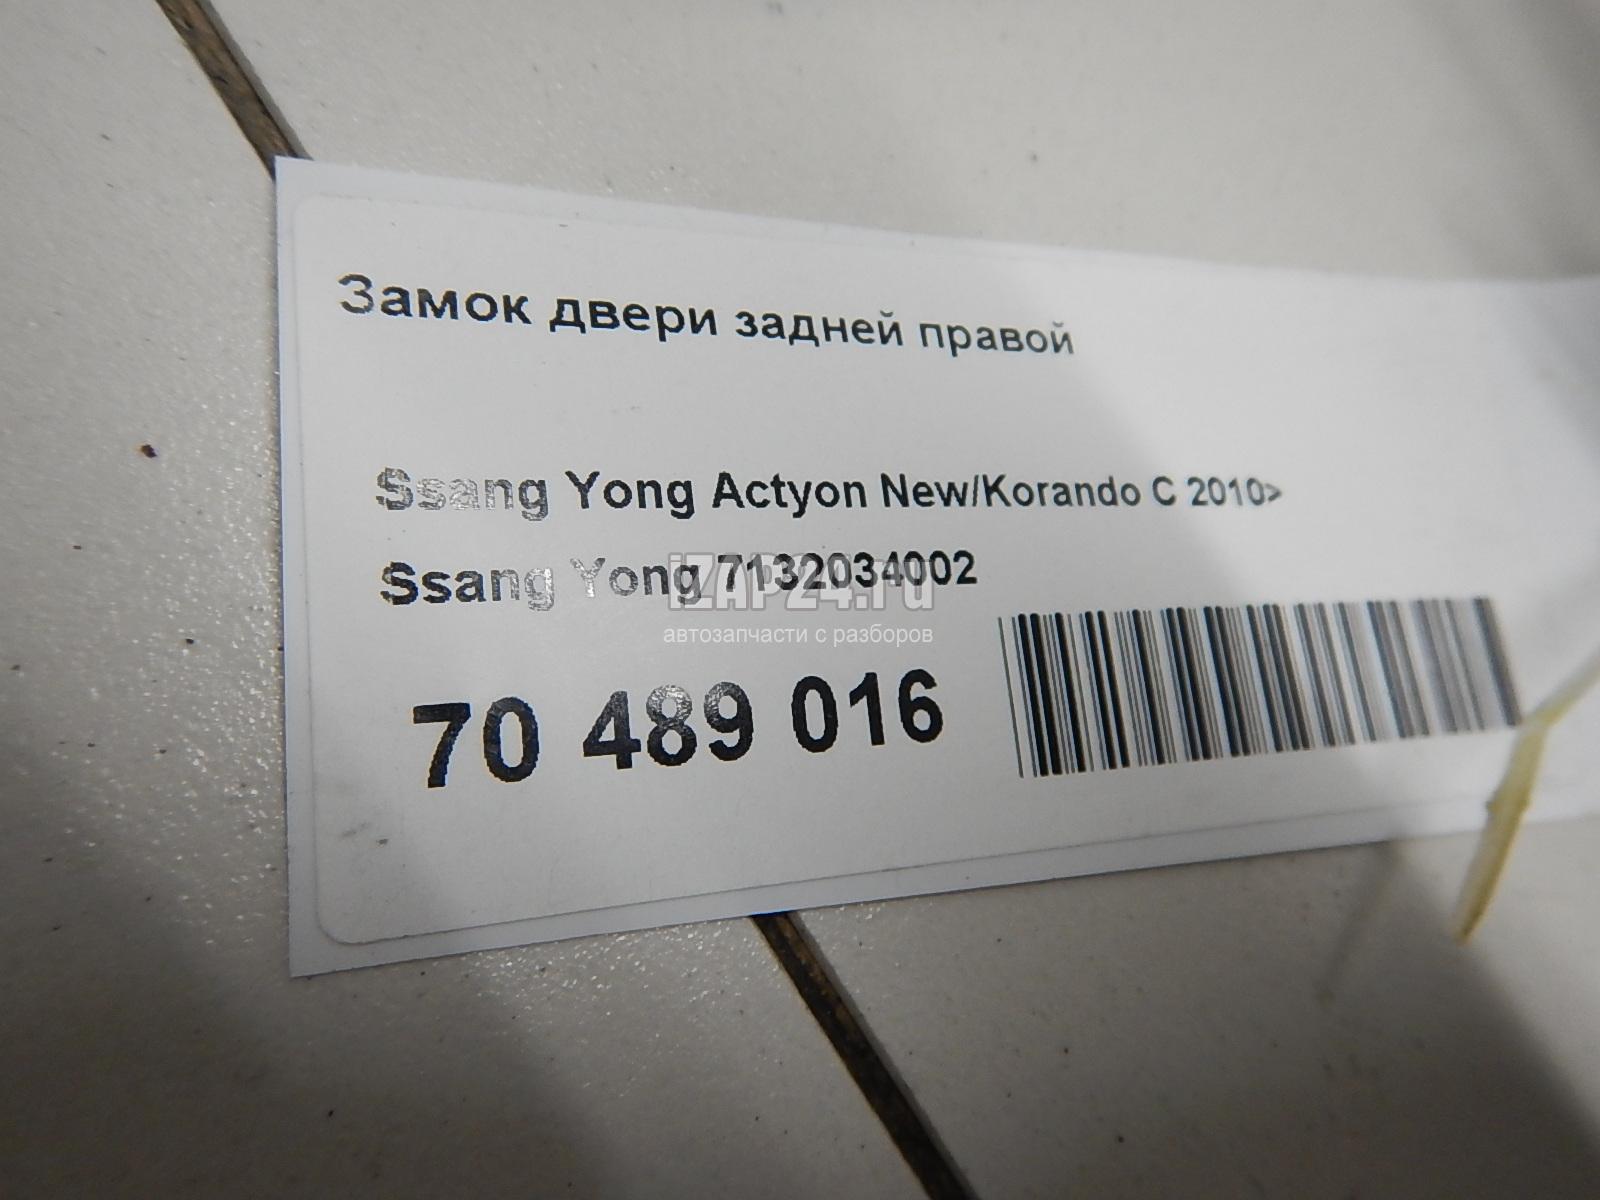 Замок двери задней правой
Ssang Yong Actyon New/Korando C 2010>
Ssang Yong 7132034002
iZAP24.ru
автозапчасти с разборов
70 489 016